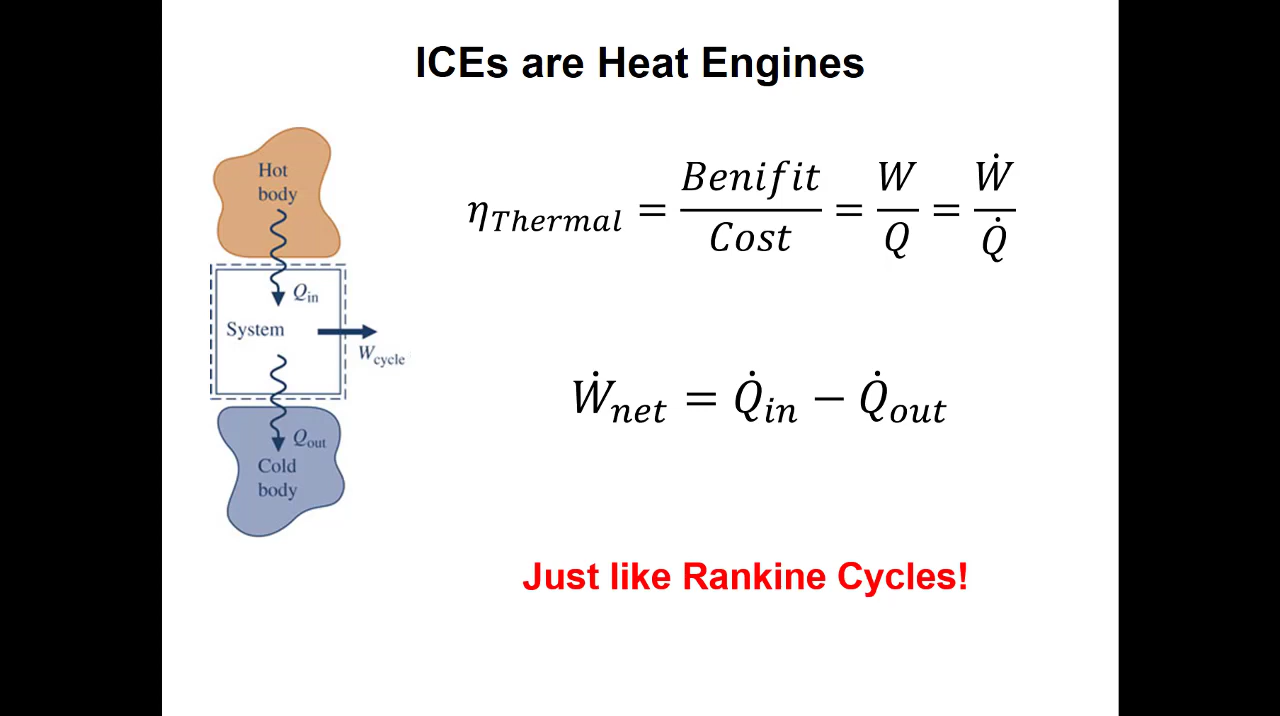 ICEs are Heat Engines
Hot
body
Q_in
System
W_cycle
Q_out
Cold
body
η_Thermal = Benifit/Cost = W/Q = Ẇ/Q̇
Ẇ_net = Q̇_in − Q̇_out
Just like Rankine Cycles!